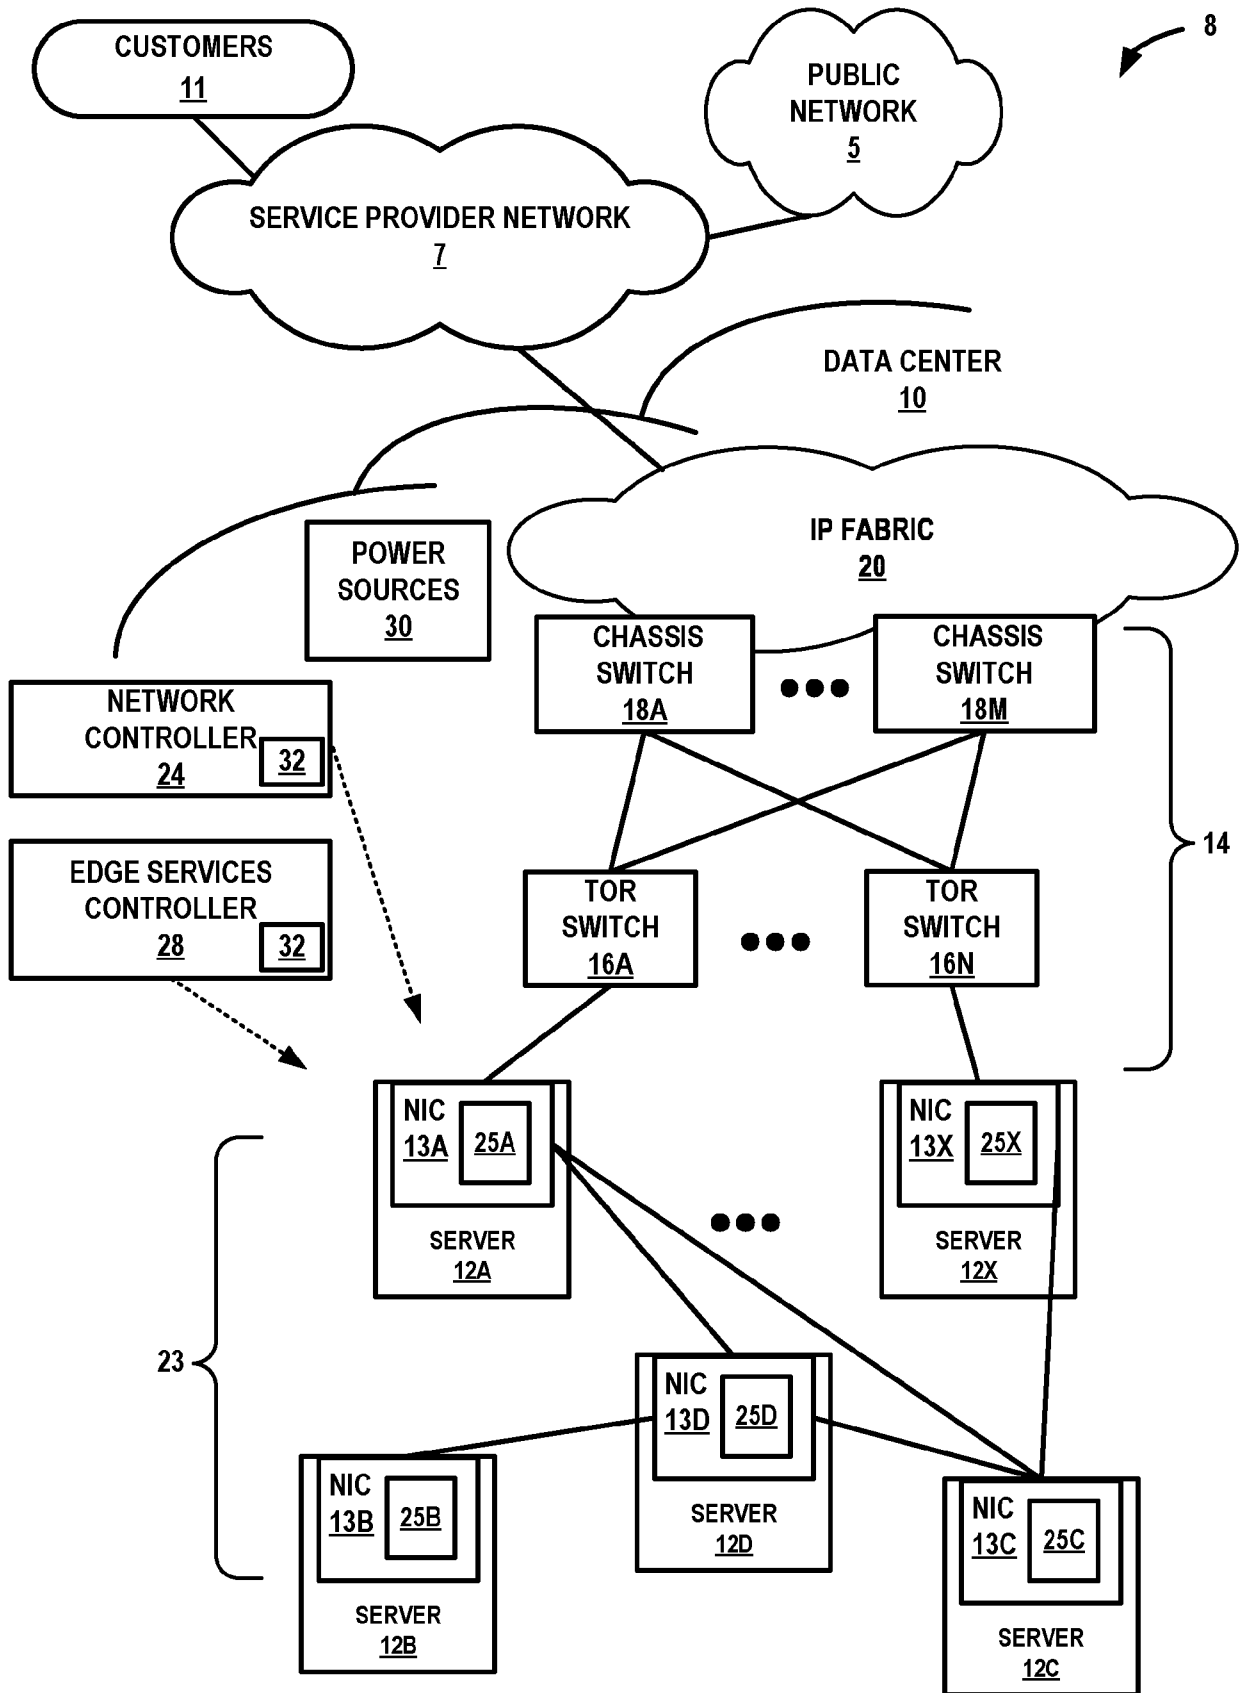 8
CUSTOMERS
11
PUBLIC
NETWORK
5
SERVICE PROVIDER NETWORK
7
DATA CENTER
10
IP FABRIC
20
POWER
SOURCES
30
CHASSIS
SWITCH
18A
CHASSIS
SWITCH
18M
NETWORK
CONTROLLER
24
32
EDGE SERVICES
CONTROLLER
28
32
14
TOR
SWITCH
16A
TOR
SWITCH
16N
NIC
13A
25A
SERVER
12A
NIC
13X
25X
SERVER
12X
23
NIC
13D
25D
SERVER
12D
NIC
13B
25B
SERVER
12B
NIC
13C
25C
SERVER
12C